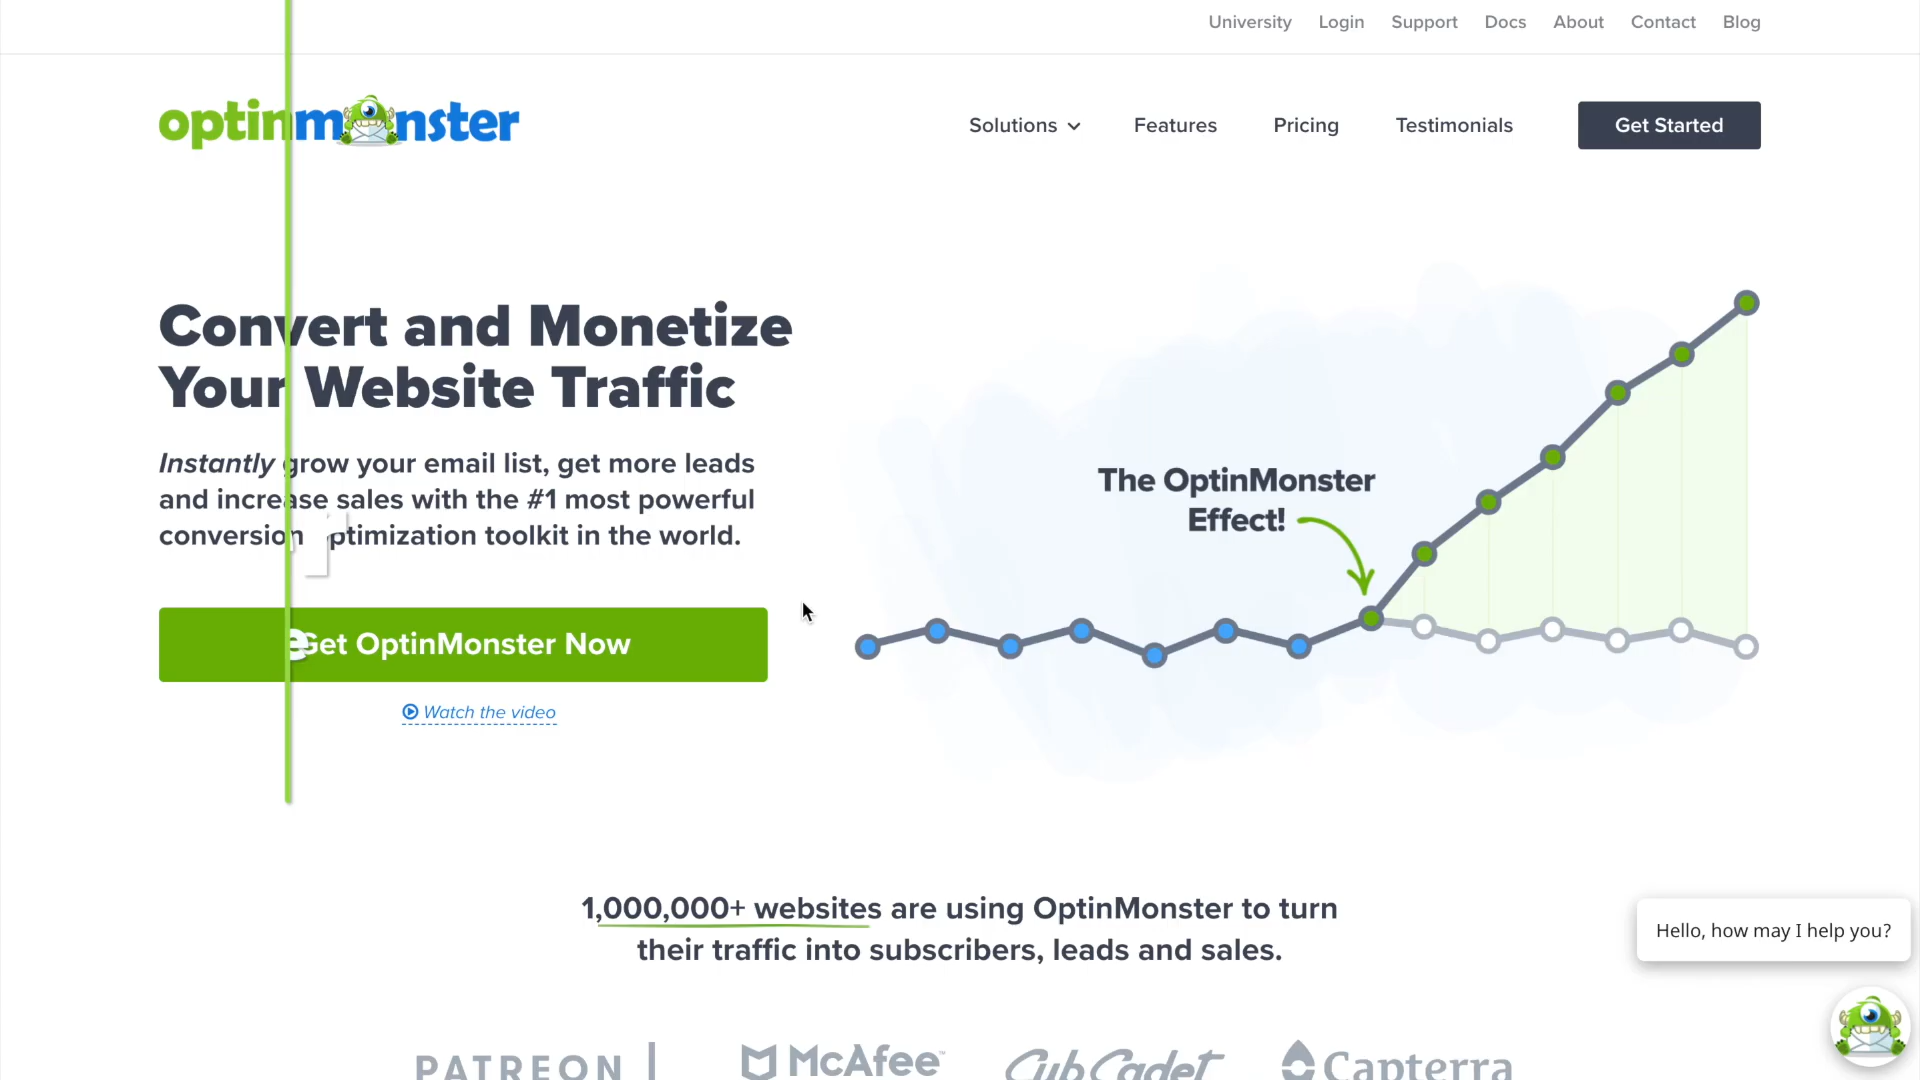 University Login Support Docs About Contact Blog
optinmonster
Solutions Features Pricing Testimonials Get Started
Convert and Monetize
Your Website Traffic
Instantly grow your email list, get more leads
and increase sales with the #1 most powerful
conversion optimization toolkit in the world.
The OptinMonster
Effect!
Get OptinMonster Now
Watch the video
1,000,000+ websites are using OptinMonster to turn
their traffic into subscribers, leads and sales.
Hello, how may I help you?
PATREON McAfee Cub Cadet Capterra